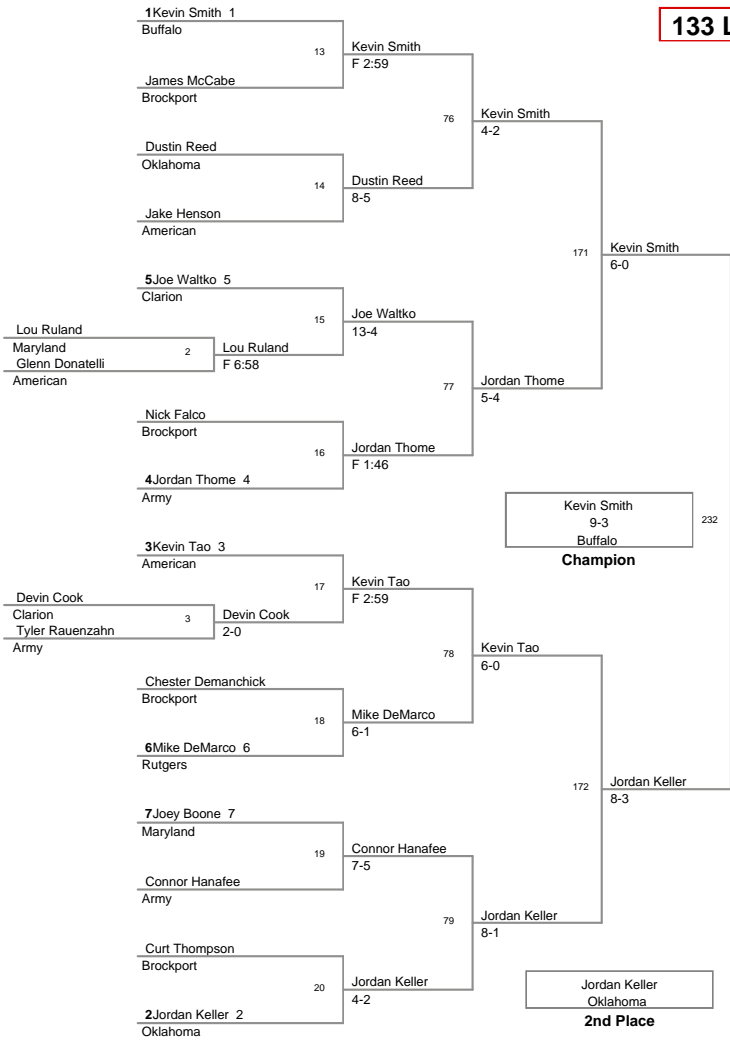 1Kevin Smith 1
Buffalo
133 L
13
Kevin Smith
F 2:59
James McCabe
Brockport
76
Kevin Smith
4-2
Dustin Reed
Oklahoma
14
Dustin Reed
8-5
Jake Henson
American
171
Kevin Smith
6-0
5Joe Waltko 5
Clarion
15
Joe Waltko
13-4
Lou Ruland
Maryland
2
Lou Ruland
F 6:58
Glenn Donatelli
American
77
Jordan Thome
5-4
Nick Falco
Brockport
16
Jordan Thome
F 1:46
4Jordan Thome 4
Army
Kevin Smith
9-3
Buffalo
232
Champion
3Kevin Tao 3
American
17
Kevin Tao
F 2:59
Devin Cook
Clarion
3
Devin Cook
2-0
Tyler Rauenzahn
Army
78
Kevin Tao
6-0
Chester Demanchick
Brockport
18
Mike DeMarco
6-1
6Mike DeMarco 6
Rutgers
172
Jordan Keller
8-3
7Joey Boone 7
Maryland
19
Connor Hanafee
7-5
Connor Hanafee
Army
79
Jordan Keller
8-1
Curt Thompson
Brockport
20
Jordan Keller
4-2
2Jordan Keller 2
Oklahoma
Jordan Keller
Oklahoma
2nd Place